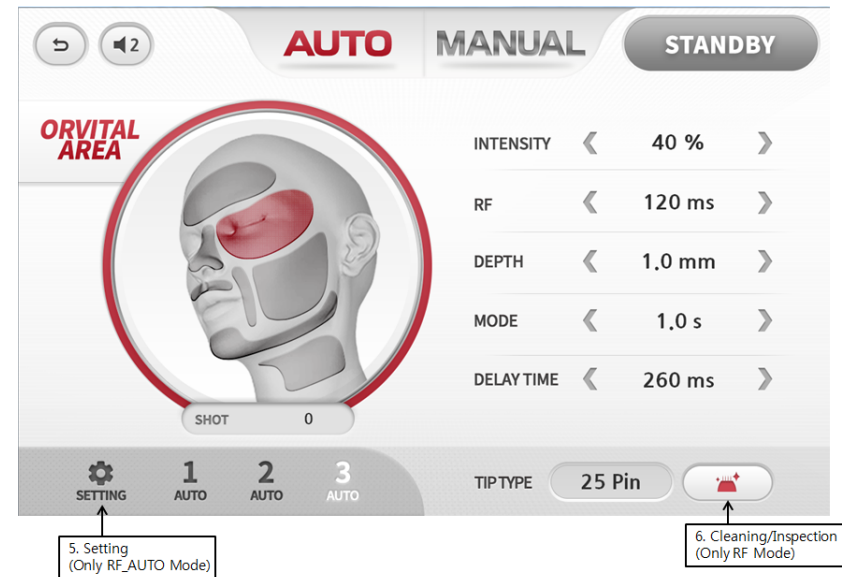 2
AUTO
MANUAL
STANDBY
ORVITAL
AREA
INTENSITY
40 %
RF
120 ms
DEPTH
1.0 mm
MODE
1.0 s
DELAY TIME
260 ms
SHOT
0
SETTING
1
AUTO
2
AUTO
3
AUTO
TIP TYPE
25 Pin
5. Setting
(Only RF_AUTO Mode)
6. Cleaning/Inspection
(Only RF Mode)